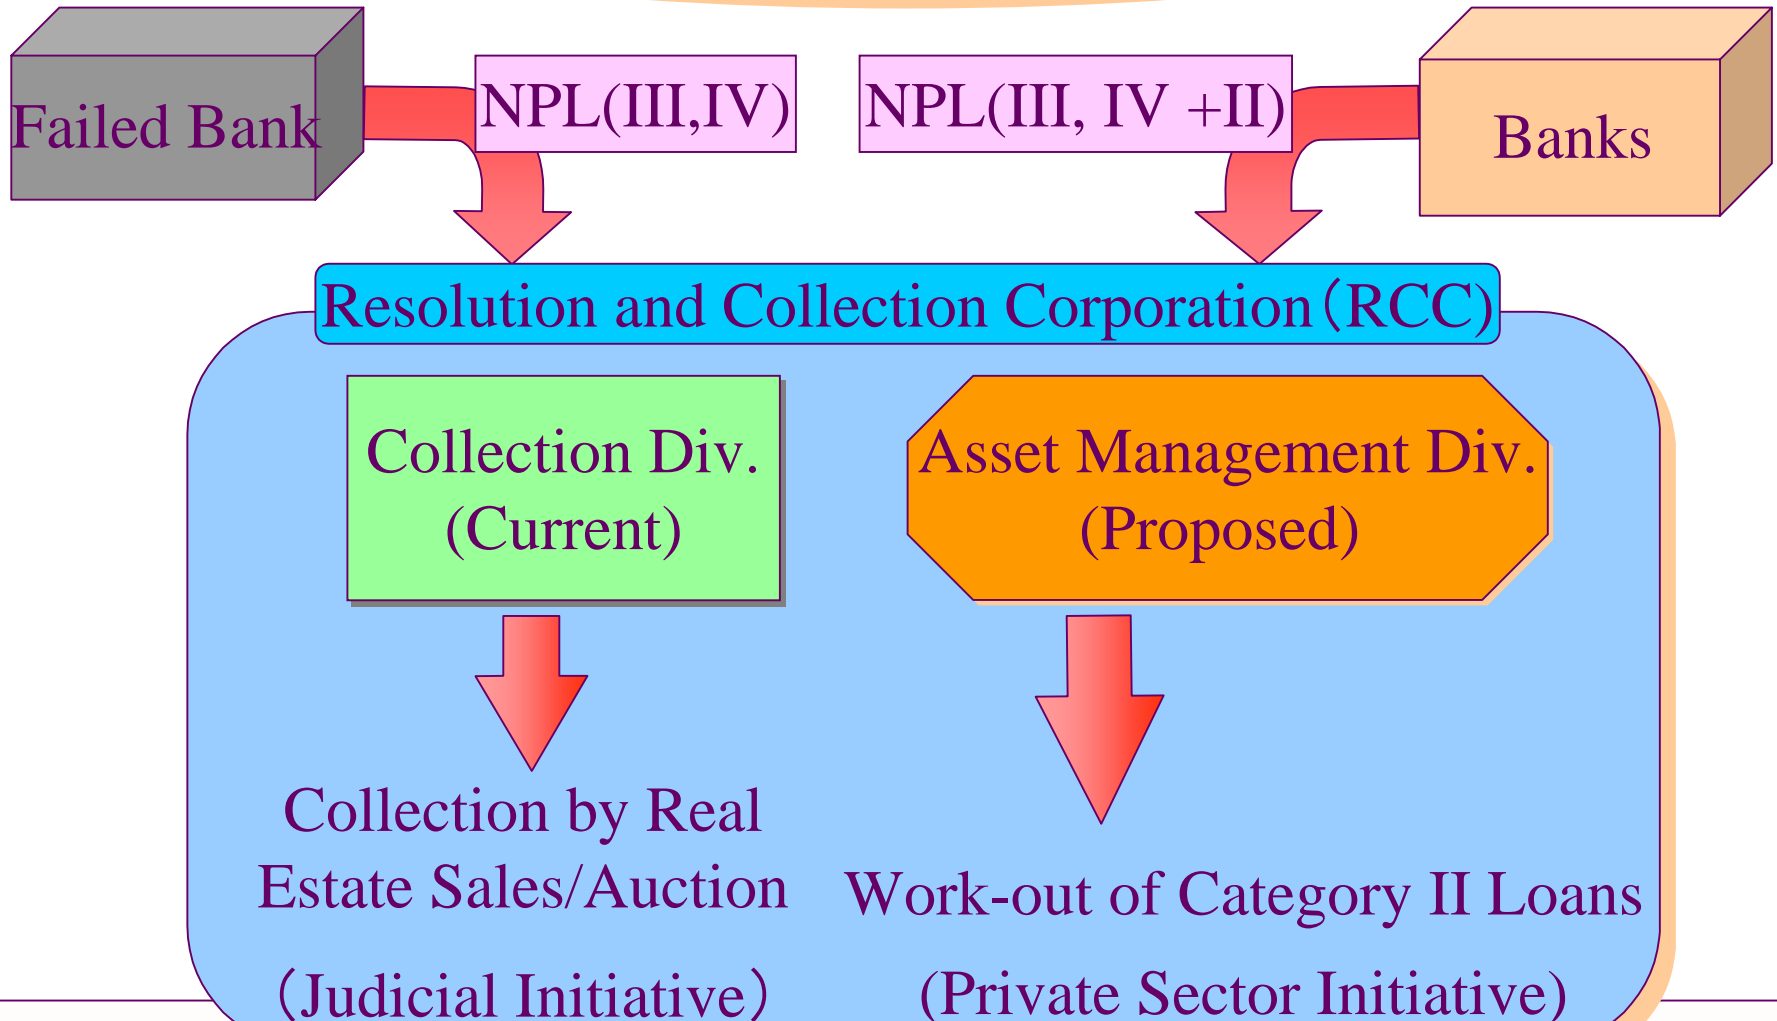 Failed Bank
NPL(III,IV)
NPL(III, IV +II)
Banks
Resolution and Collection Corporation（RCC)
Collection Div.
(Current)
Asset Management Div.
(Proposed)
Collection by Real
Estate Sales/Auction
（Judicial Initiative）
Work-out of Category II Loans
(Private Sector Initiative)